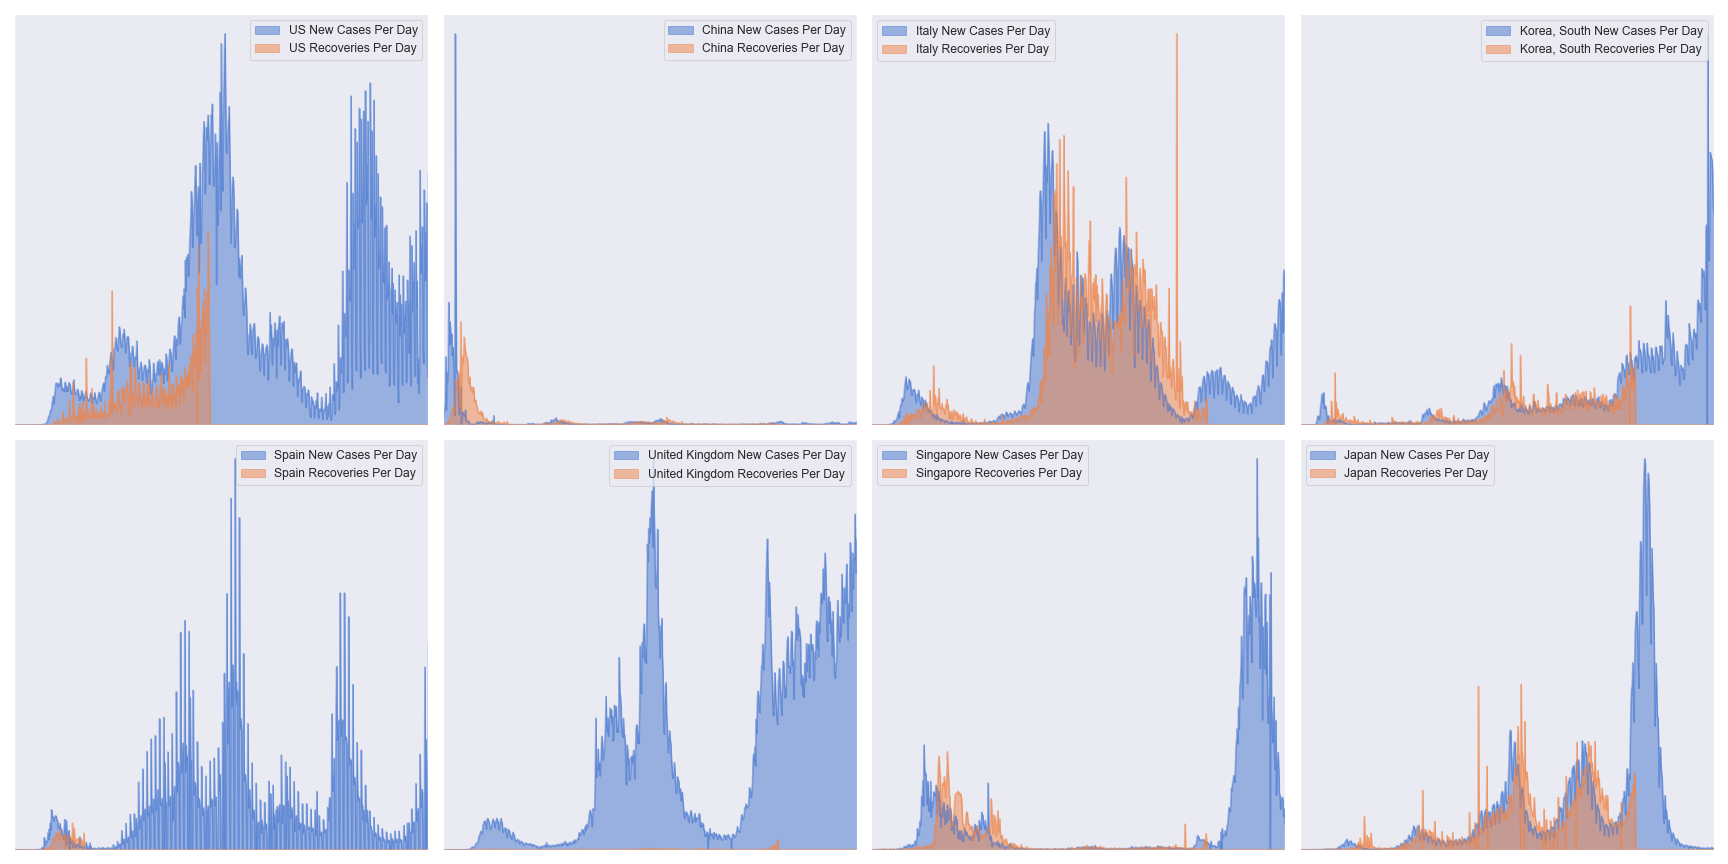 US New Cases Per Day
US Recoveries Per Day
China New Cases Per Day
China Recoveries Per Day
Italy New Cases Per Day
Italy Recoveries Per Day
Korea, South New Cases Per Day
Korea, South Recoveries Per Day
Spain New Cases Per Day
Spain Recoveries Per Day
United Kingdom New Cases Per Day
United Kingdom Recoveries Per Day
Singapore New Cases Per Day
Singapore Recoveries Per Day
Japan New Cases Per Day
Japan Recoveries Per Day